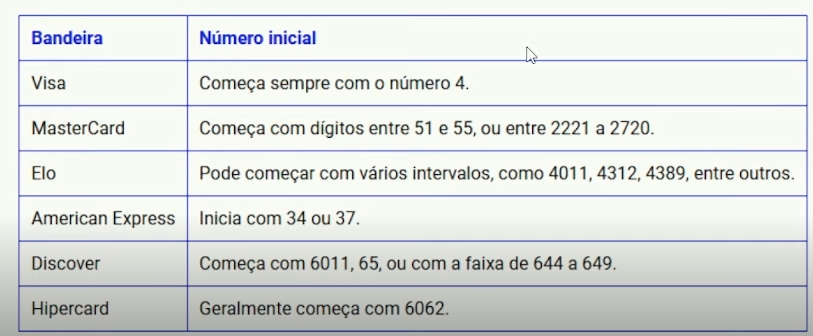 Bandeira Número inicial
Visa Começa sempre com o número 4.
MasterCard Começa com dígitos entre 51 e 55, ou entre 2221 a 2720.
Elo Pode começar com vários intervalos, como 4011, 4312, 4389, entre outros.
American Express Inicia com 34 ou 37.
Discover Começa com 6011, 65, ou com a faixa de 644 a 649.
Hipercard Geralmente começa com 6062.